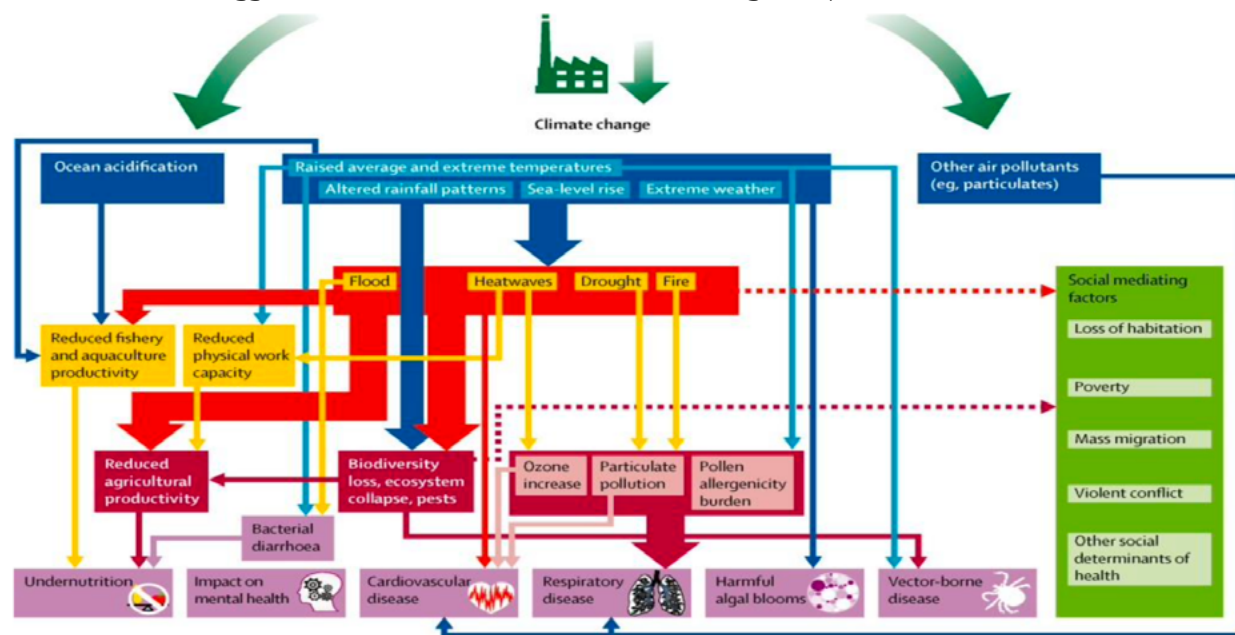 Climate change
Ocean acidification
Raised average and extreme temperatures
Altered rainfall patterns
Sea-level rise
Extreme weather
Other air pollutants
(eg, particulates)
Flood
Heatwaves
Drought
Fire
Social mediating
factors
Loss of habitation
Poverty
Mass migration
Violent conflict
Other social
determinants of
health
Reduced fishery
and aquaculture
productivity
Reduced
physical work
capacity
Reduced
agricultural
productivity
Biodiversity
loss, ecosystem
collapse, pests
Ozone
increase
Particulate
pollution
Pollen
allergenicity
burden
Bacterial
diarrhoea
Undernutrition
Impact on
mental health
Cardiovascular
disease
Respiratory
disease
Harmful
algal blooms
Vector-borne
disease